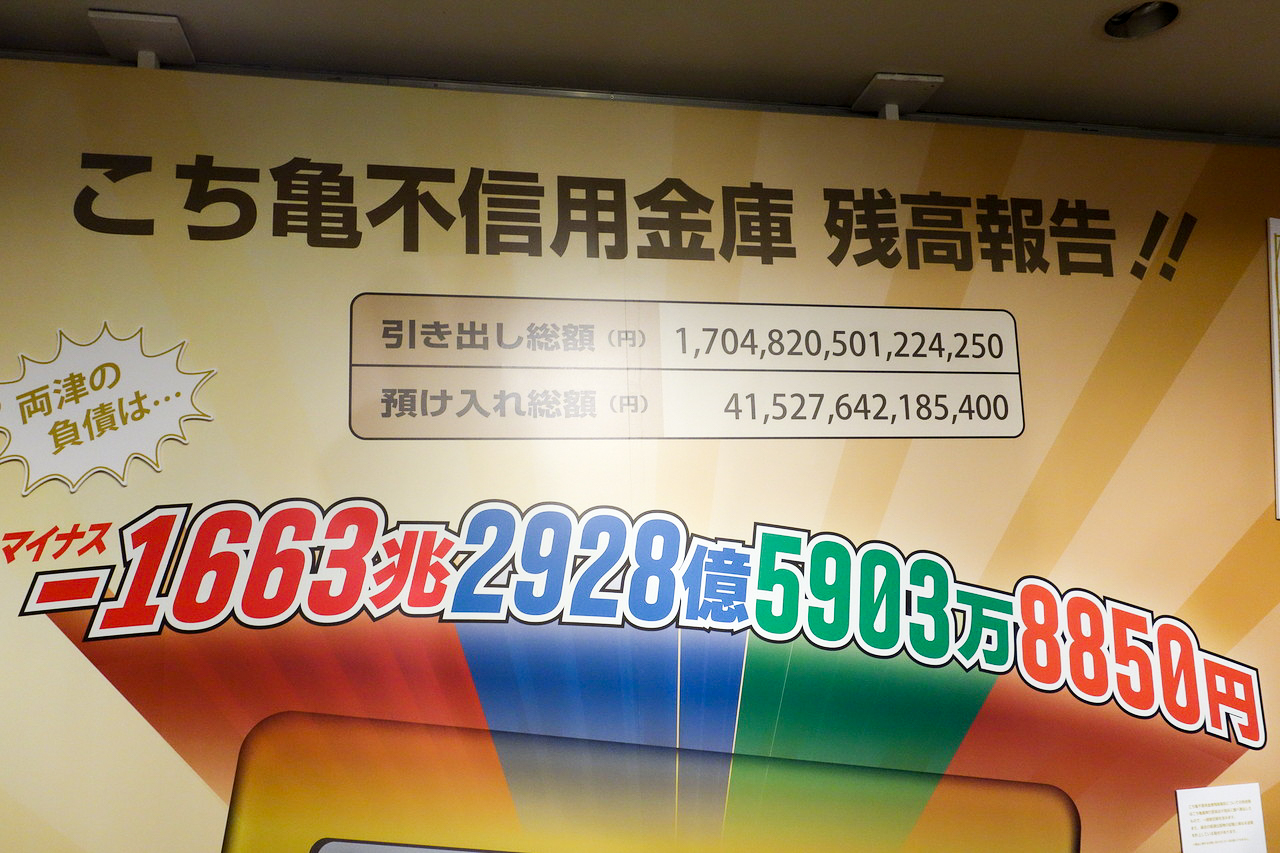 こち亀不信用金庫 残高報告!!
引き出し総額(円) 1,704,820,501,224,250
預け入れ総額(円) 41,527,642,185,400
両津の
負債は…
マイナス
-1663兆2928億5903万8850円